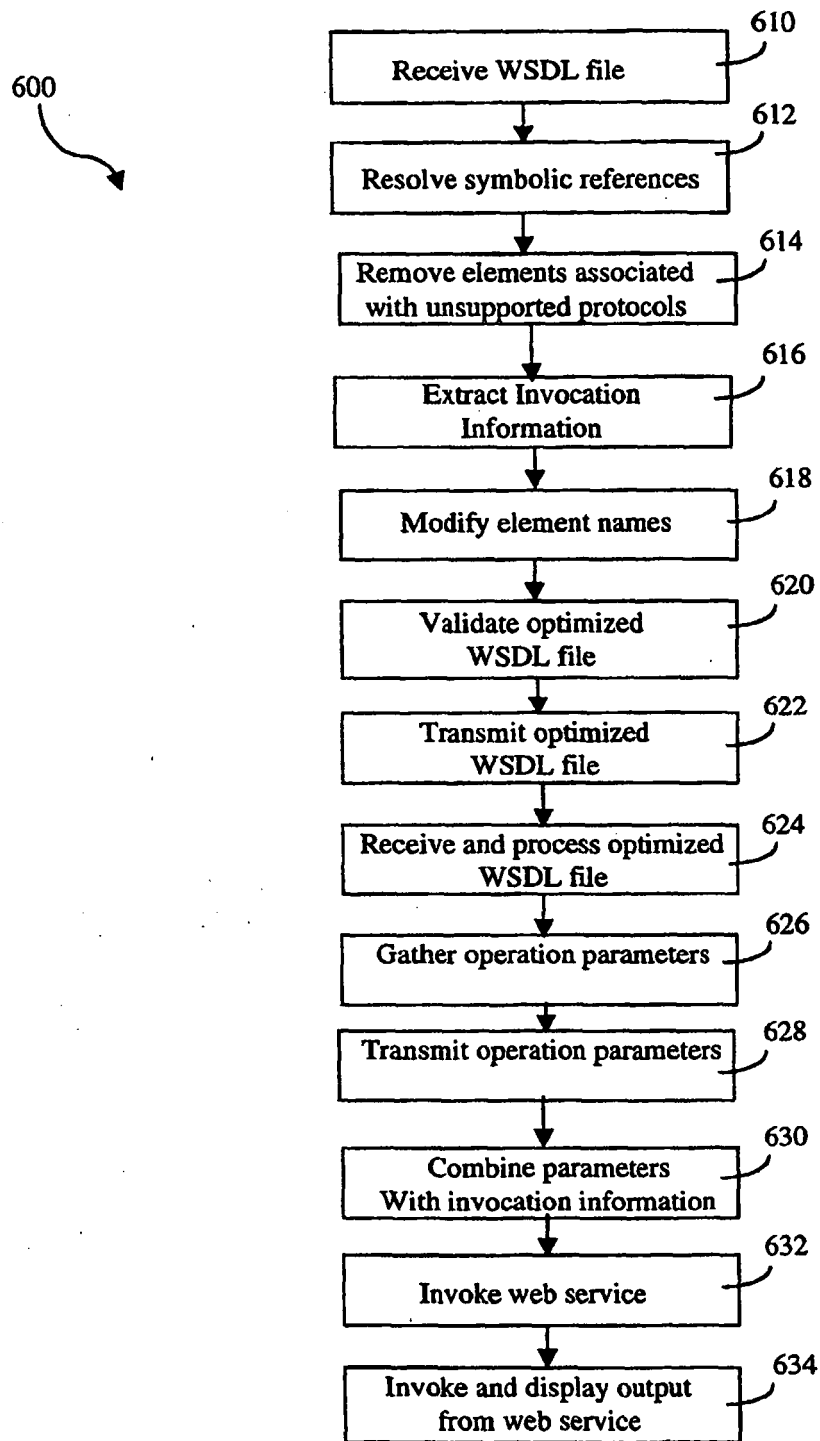 610
Receive WSDL file
600
612
Resolve symbolic references
614
Remove elements associated
with unsupported protocols
616
Extract Invocation
Information
618
Modify element names
620
Validate optimized
WSDL file
622
Transmit optimized
WSDL file
624
Receive and process optimized
WSDL file
626
Gather operation parameters
628
Transmit operation parameters
630
Combine parameters
With invocation information
632
Invoke web service
634
Invoke and display output
from web service